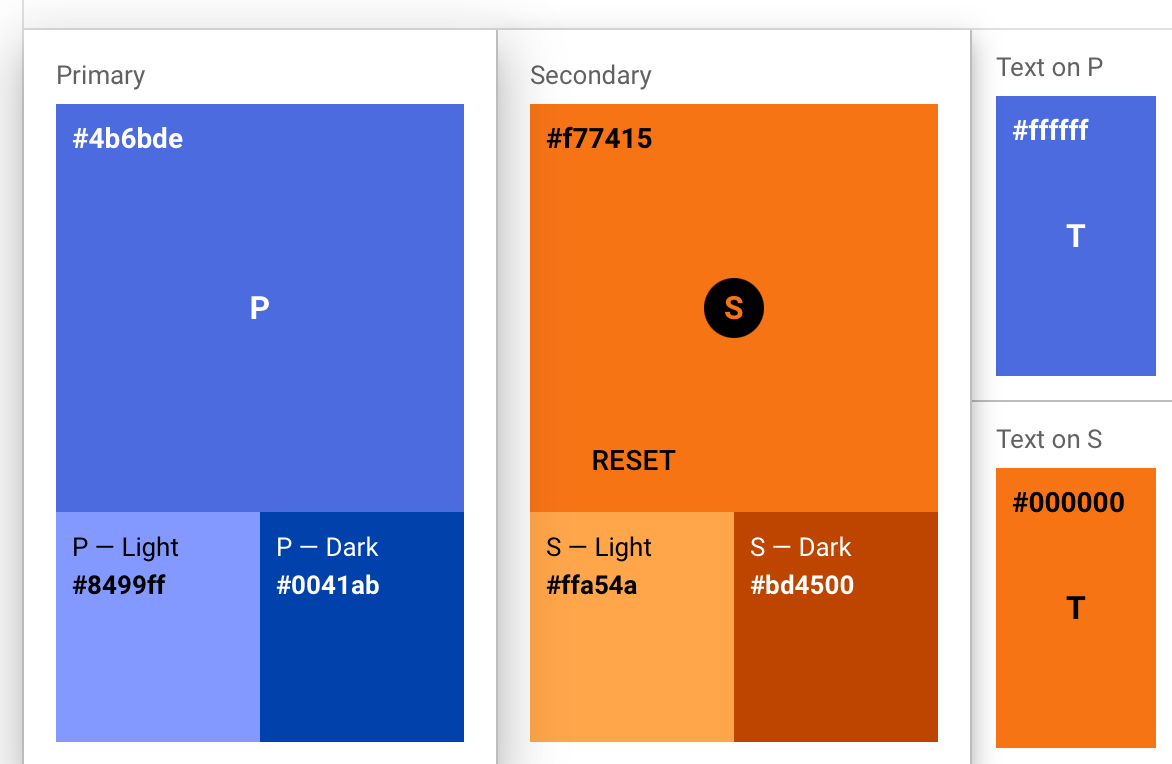 Primary
#4b6bde
P
P — Light
#8499ff
P — Dark
#0041ab
Secondary
#f77415
S
RESET
S — Light
#ffa54a
S — Dark
#bd4500
Text on P
#ffffff
T
Text on S
#000000
T